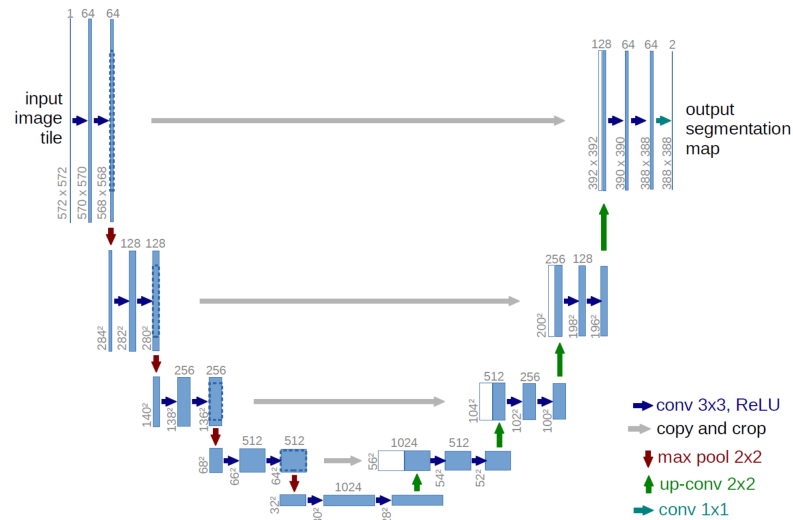 1 64 64
128 64 64 2
input
image
tile
output
segmentation
map
572 x 572
570 x 570
568 x 568
392 x 392
390 x 390
388 x 388
388 x 388
128 128
256 128
284²
282²
280²
200²
198²
196²
256 256
512 256
140²
138²
136²
104²
102²
100²
512 512
1024 512
68²
66²
64²
56²
54²
52²
1024
32²
conv 3x3, ReLU
copy and crop
max pool 2x2
up-conv 2x2
conv 1x1